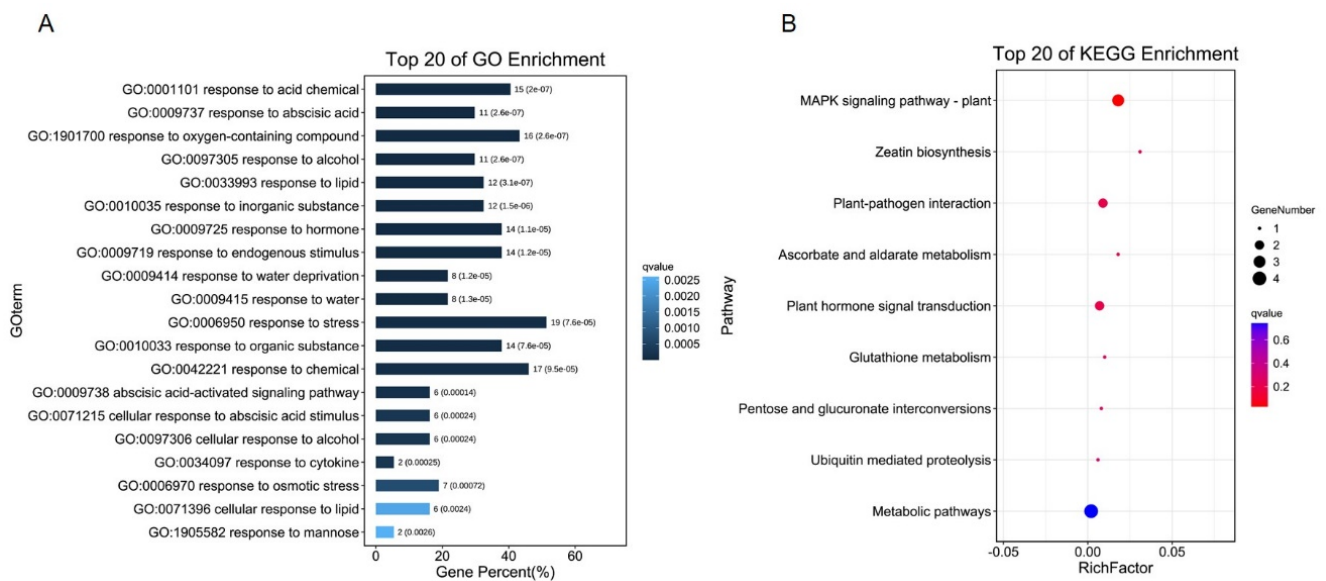 A
Top 20 of GO Enrichment
GOterm
GO:0001101 response to acid chemical 15 (2e-07)
GO:0009737 response to abscisic acid 11 (2.6e-07)
GO:1901700 response to oxygen-containing compound 16 (2.6e-07)
GO:0097305 response to alcohol 11 (2.6e-07)
GO:0033993 response to lipid 12 (3.1e-07)
GO:0010035 response to inorganic substance 12 (1.5e-06)
GO:0009725 response to hormone 14 (1.1e-05)
GO:0009719 response to endogenous stimulus 14 (1.2e-05)
GO:0009414 response to water deprivation 8 (1.2e-05)
GO:0009415 response to water 8 (1.3e-05)
GO:0006950 response to stress 19 (7.6e-05)
GO:0010033 response to organic substance 14 (7.6e-05)
GO:0042221 response to chemical 17 (9.5e-05)
GO:0009738 abscisic acid-activated signaling pathway 6 (0.00014)
GO:0071215 cellular response to abscisic acid stimulus 6 (0.00024)
GO:0097306 cellular response to alcohol 6 (0.00024)
GO:0034097 response to cytokine 2 (0.00025)
GO:0006970 response to osmotic stress 7 (0.00072)
GO:0071396 cellular response to lipid 6 (0.0024)
GO:1905582 response to mannose 2 (0.0026)
0 20 40 60
Gene Percent(%)
qvalue
0.0025
0.0020
0.0015
0.0010
0.0005
B
Top 20 of KEGG Enrichment
Pathway
MAPK signaling pathway - plant
Zeatin biosynthesis
Plant-pathogen interaction
Ascorbate and aldarate metabolism
Plant hormone signal transduction
Glutathione metabolism
Pentose and glucuronate interconversions
Ubiquitin mediated proteolysis
Metabolic pathways
-0.05 0.00 0.05
RichFactor
GeneNumber
1
2
3
4
qvalue
0.6
0.4
0.2